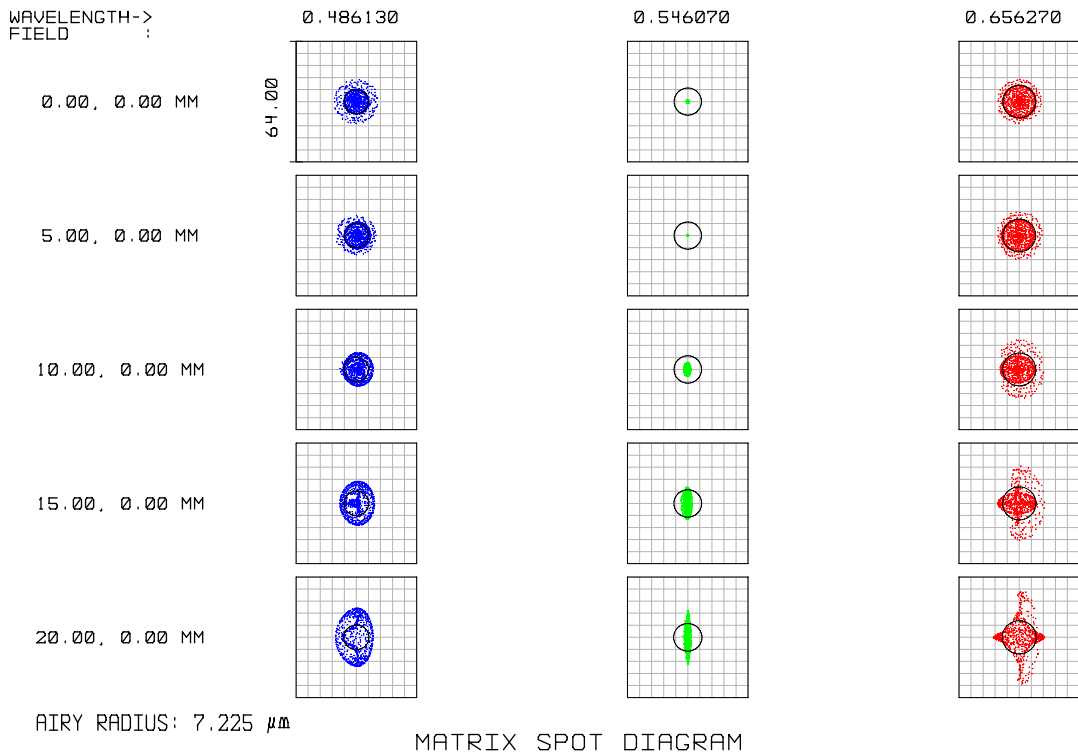 WAVELENGTH-> 0.486130 0.546070 0.656270
FIELD :
0.00, 0.00 MM
64.00
5.00, 0.00 MM
10.00, 0.00 MM
15.00, 0.00 MM
20.00, 0.00 MM
AIRY RADIUS: 7.225 µm
MATRIX SPOT DIAGRAM